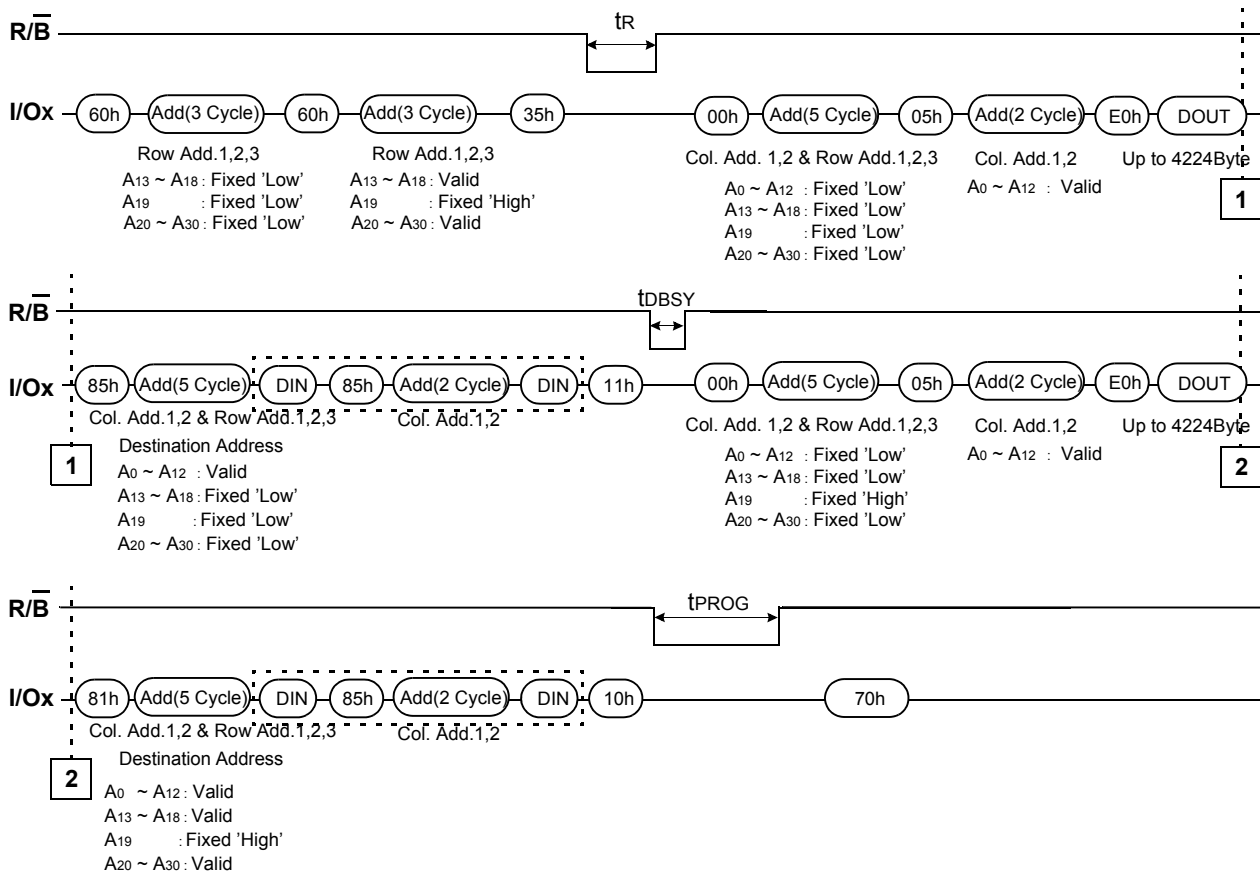 tR
R/B
I/Ox 60h Add(3 Cycle) 60h Add(3 Cycle) 35h 00h Add(5 Cycle) 05h Add(2 Cycle) E0h DOUT
Row Add.1,2,3 Row Add.1,2,3 Col. Add. 1,2 & Row Add.1,2,3 Col. Add.1,2 Up to 4224Byte
A13 ~ A18 : Fixed 'Low' A13 ~ A18 : Valid A0 ~ A12 : Fixed 'Low' A0 ~ A12 : Valid
A19 : Fixed 'Low' A19 : Fixed 'High' A13 ~ A18 : Fixed 'Low' 1
A20 ~ A30 : Fixed 'Low' A20 ~ A30 : Valid A19 : Fixed 'Low'
A20 ~ A30 : Fixed 'Low'
tDBSY
R/B
I/Ox 85h Add(5 Cycle) DIN 85h Add(2 Cycle) DIN 11h 00h Add(5 Cycle) 05h Add(2 Cycle) E0h DOUT
Col. Add.1,2 & Row Add.1,2,3 Col. Add.1,2 Col. Add. 1,2 & Row Add.1,2,3 Col. Add.1,2 Up to 4224Byte
1 Destination Address A0 ~ A12 : Fixed 'Low' A0 ~ A12 : Valid 2
A0 ~ A12 : Valid A13 ~ A18 : Fixed 'Low'
A13 ~ A18 : Fixed 'Low' A19 : Fixed 'High'
A19 : Fixed 'Low' A20 ~ A30 : Fixed 'Low'
A20 ~ A30 : Fixed 'Low'
R/B tPROG
I/Ox 81h Add(5 Cycle) DIN 85h Add(2 Cycle) DIN 10h 70h
Col. Add.1,2 & Row Add.1,2,3 Col. Add.1,2
2 Destination Address
A0 ~ A12 : Valid
A13 ~ A18 : Valid
A19 : Fixed 'High'
A20 ~ A30 : Valid